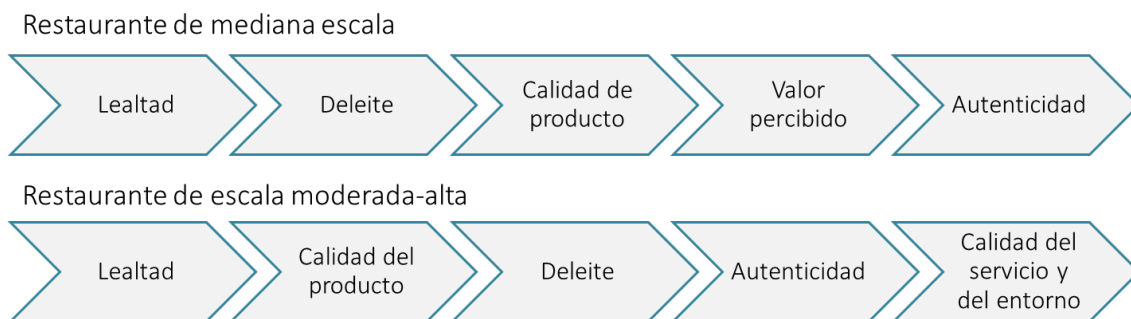 Restaurante de mediana escala
Lealtad
Deleite
Calidad de
producto
Valor
percibido
Autenticidad
Restaurante de escala moderada-alta
Lealtad
Calidad del
producto
Deleite
Autenticidad
Calidad del
servicio y
del entorno